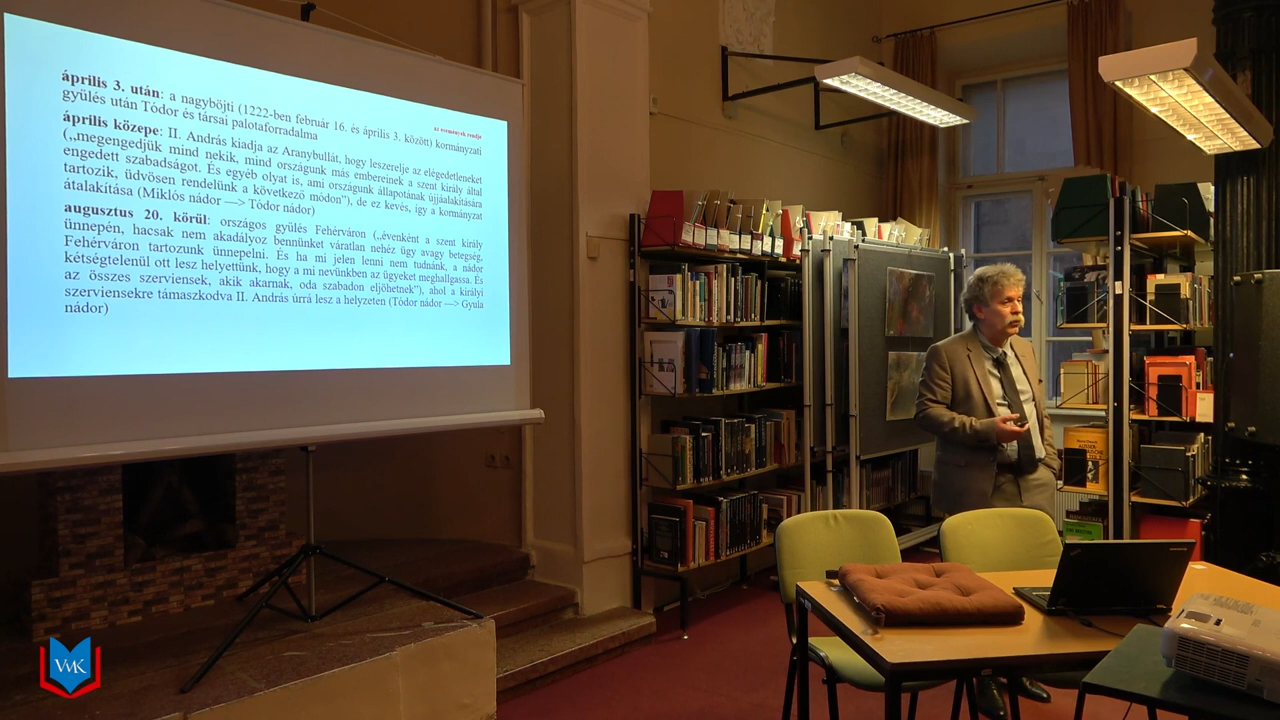 az események rendje
április 3. után: a nagyböjti (1222-ben február 16. és április 3. között) kormányzati
gyűlés után Tódor és társai palotaforradalma
április közepe: II. András kiadja az Aranybullát, hogy leszerelje az elégedetleneket
(„megengedjük mind nekik, mind országunk más embereinek a szent király által
engedett szabadságot. És egyéb olyat is, ami országunk állapotának újjáalakítására
tartozik, üdvösen rendelünk a következő módon”), de ez kevés, így a kormányzat
átalakítása (Miklós nádor —> Tódor nádor)
augusztus 20. körül: országos gyűlés Fehérváron („évenként a szent király
ünnepén, hacsak nem akadályoz bennünket váratlan nehéz ügy avagy betegség,
Fehérváron tartozunk ünnepelni. És ha mi jelen lenni nem tudnánk, a nádor
kétségtelenül ott lesz helyettünk, hogy a mi nevünkben az ügyeket meghallgassa. És
az összes szerviensek, akik akarnak, oda szabadon eljöhetnek”), ahol a királyi
szerviensekre támaszkodva II. András úrrá lesz a helyzeten (Tódor nádor —> Gyula
nádor)
VMK